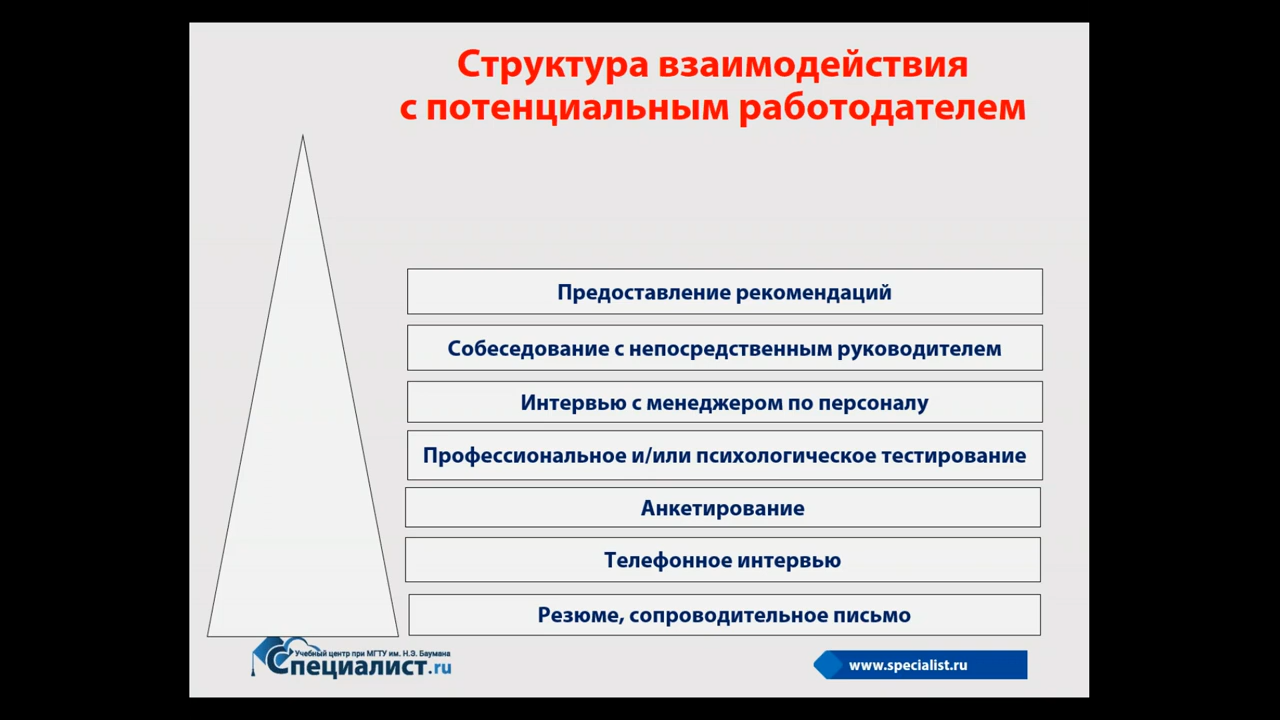 Структура взаимодействия
с потенциальным работодателем
Предоставление рекомендаций
Собеседование с непосредственным руководителем
Интервью с менеджером по персоналу
Профессиональное и/или психологическое тестирование
Анкетирование
Телефонное интервью
Резюме, сопроводительное письмо
Учебный центр при МГТУ им. Н.Э. Баумана
Специалист.ru
www.specialist.ru